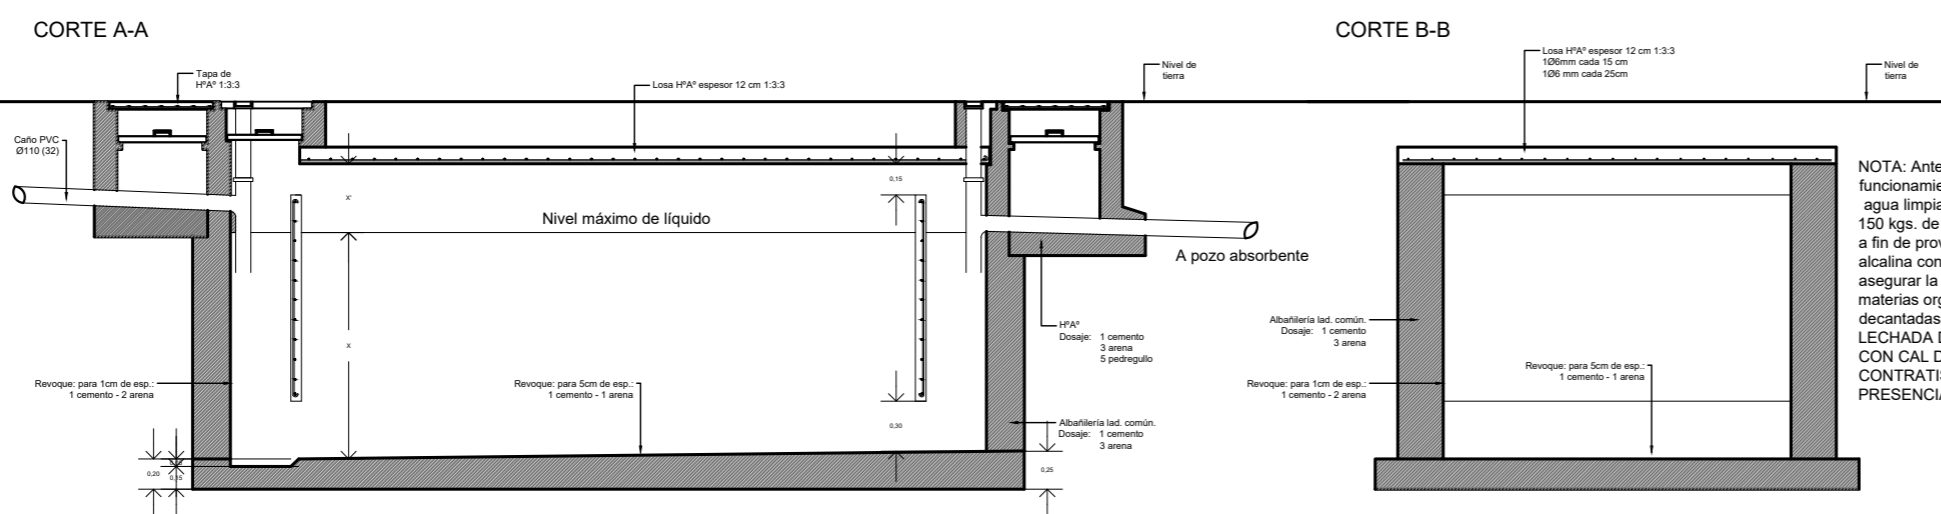 CORTE A-A
Tapa de
HºAº 1:3:3
Losa HºAº espesor 12 cm 1:3:3
Nivel de
tierra
Caño PVC
Ø110 (32)
0,15
X'
Nivel máximo de líquido
A pozo absorbente
X
HºAº
Dosaje: 1 cemento
3 arena
5 pedregullo
Revoque: para 1cm de esp.:
1 cemento - 2 arena
Revoque: para 5cm de esp.:
1 cemento - 1 arena
0,30
Albañilería lad. común.
Dosaje: 1 cemento
3 arena
0,20
0,15
0,25
CORTE B-B
Losa HºAº espesor 12 cm 1:3:3
1Ø6mm cada 15 cm
1Ø6 mm cada 25cm
Nivel de
tierra
Albañilería lad. común.
Dosaje: 1 cemento
3 arena
Revoque: para 5cm de esp.:
1 cemento - 1 arena
Revoque: para 1cm de esp.:
1 cemento - 2 arena
NOTA: Ante
funcionamie
agua limpia
150 kgs. de
a fin de prov
alcalina con
asegurar la
materias org
decantadas
LECHADA D
CON CAL D
CONTRATIS
PRESENCIA